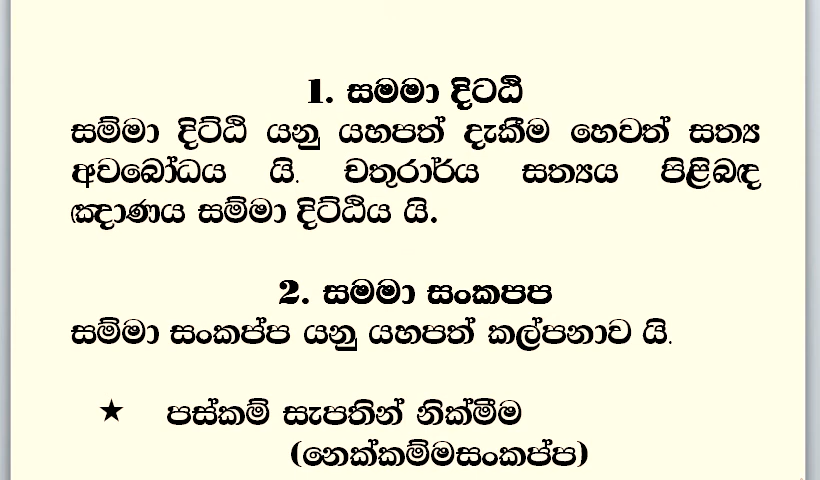 1. සමමා දිටඨි
සම්මා දිට්ඨි යනු යහපත් දැකීම හෙවත් සත්‍ය
අවබෝධය යි. චතුරාර්ය සත්‍යය පිළිබඳ
ඤාණය සම්මා දිට්ඨිය යි.
2. සමමා සංකපප
සම්මා සංකප්ප යනු යහපත් කල්පනාව යි.
★ පස්කම් සැපතින් නික්මීම
(නෙක්කම්මසංකප්ප)